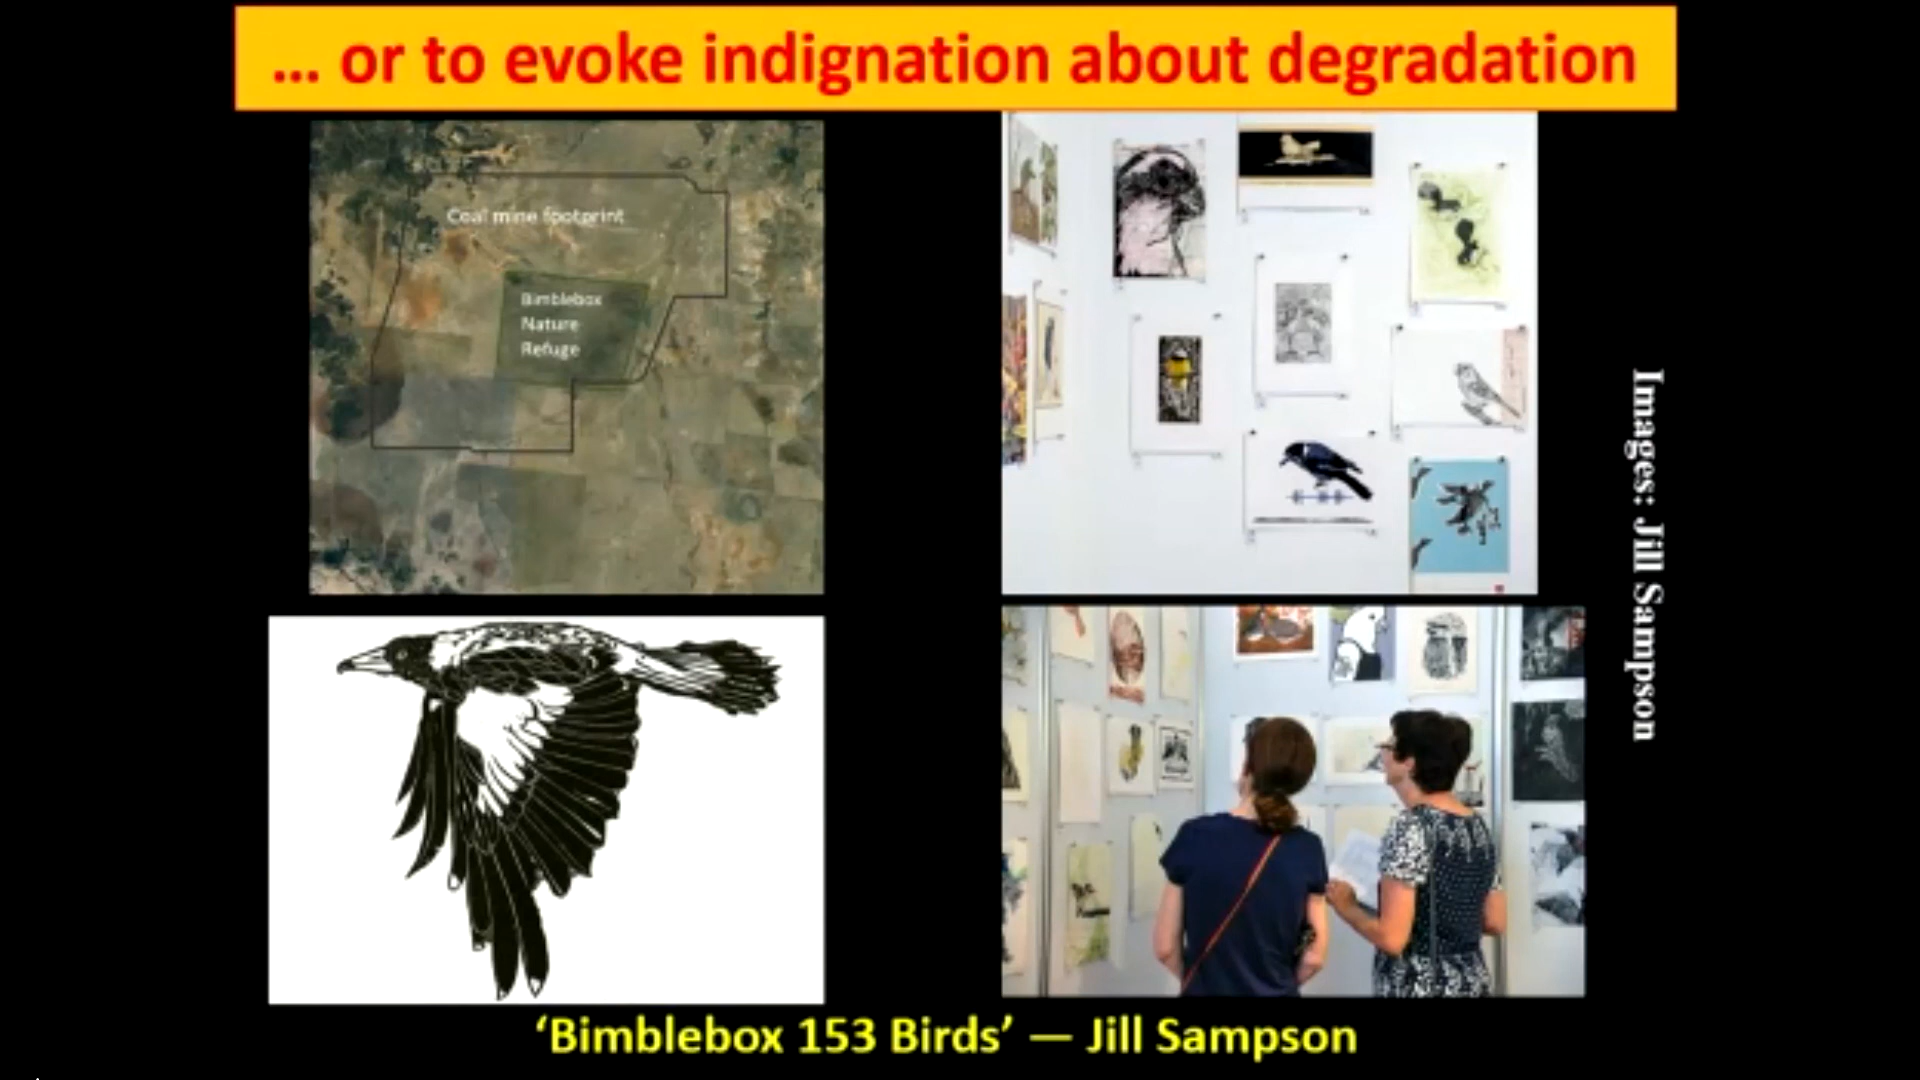 ... or to evoke indignation about degradation
Coal mine footprint
Bimblebox
Nature
Refuge
Images: Jill Sampson
‘Bimblebox 153 Birds’ — Jill Sampson